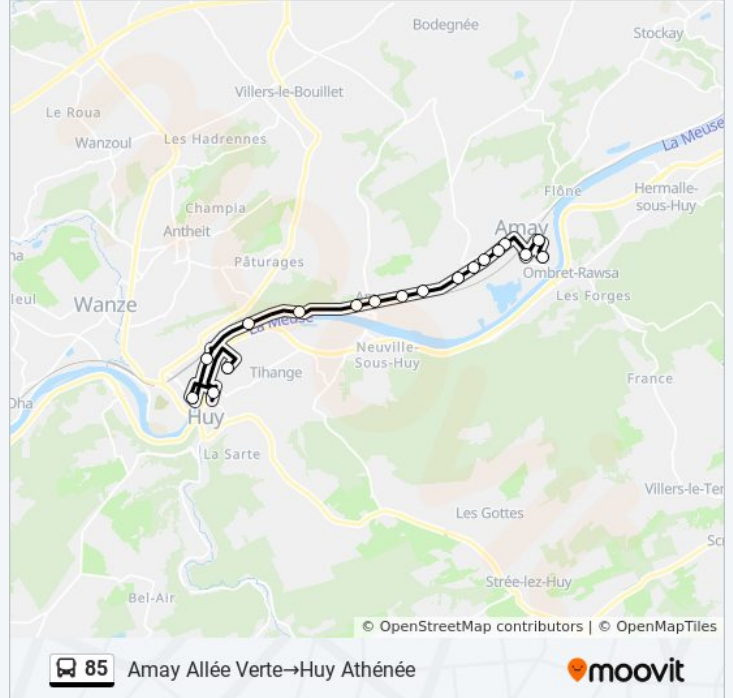 Bodegnée
Stockay
Villers-le-Bouillet
Le Roua
Wanzoul
Les Hadrennes
La Meuse
Flône
Hermalle-
sous-Huy
Champia
Antheit
Amay
Pâturages
Ombret-Rawsa
Les Forges
Wanze
La Meuse
Neuville-
Sous-Huy
Tihange
France
Huy
La Sarte
Villers-le-Ter
Les Gottes
Strée-lez-Huy
Bel-Air
© OpenStreetMap contributors | © OpenMapTiles
85 Amay Allée Verte→Huy Athénée
moovit